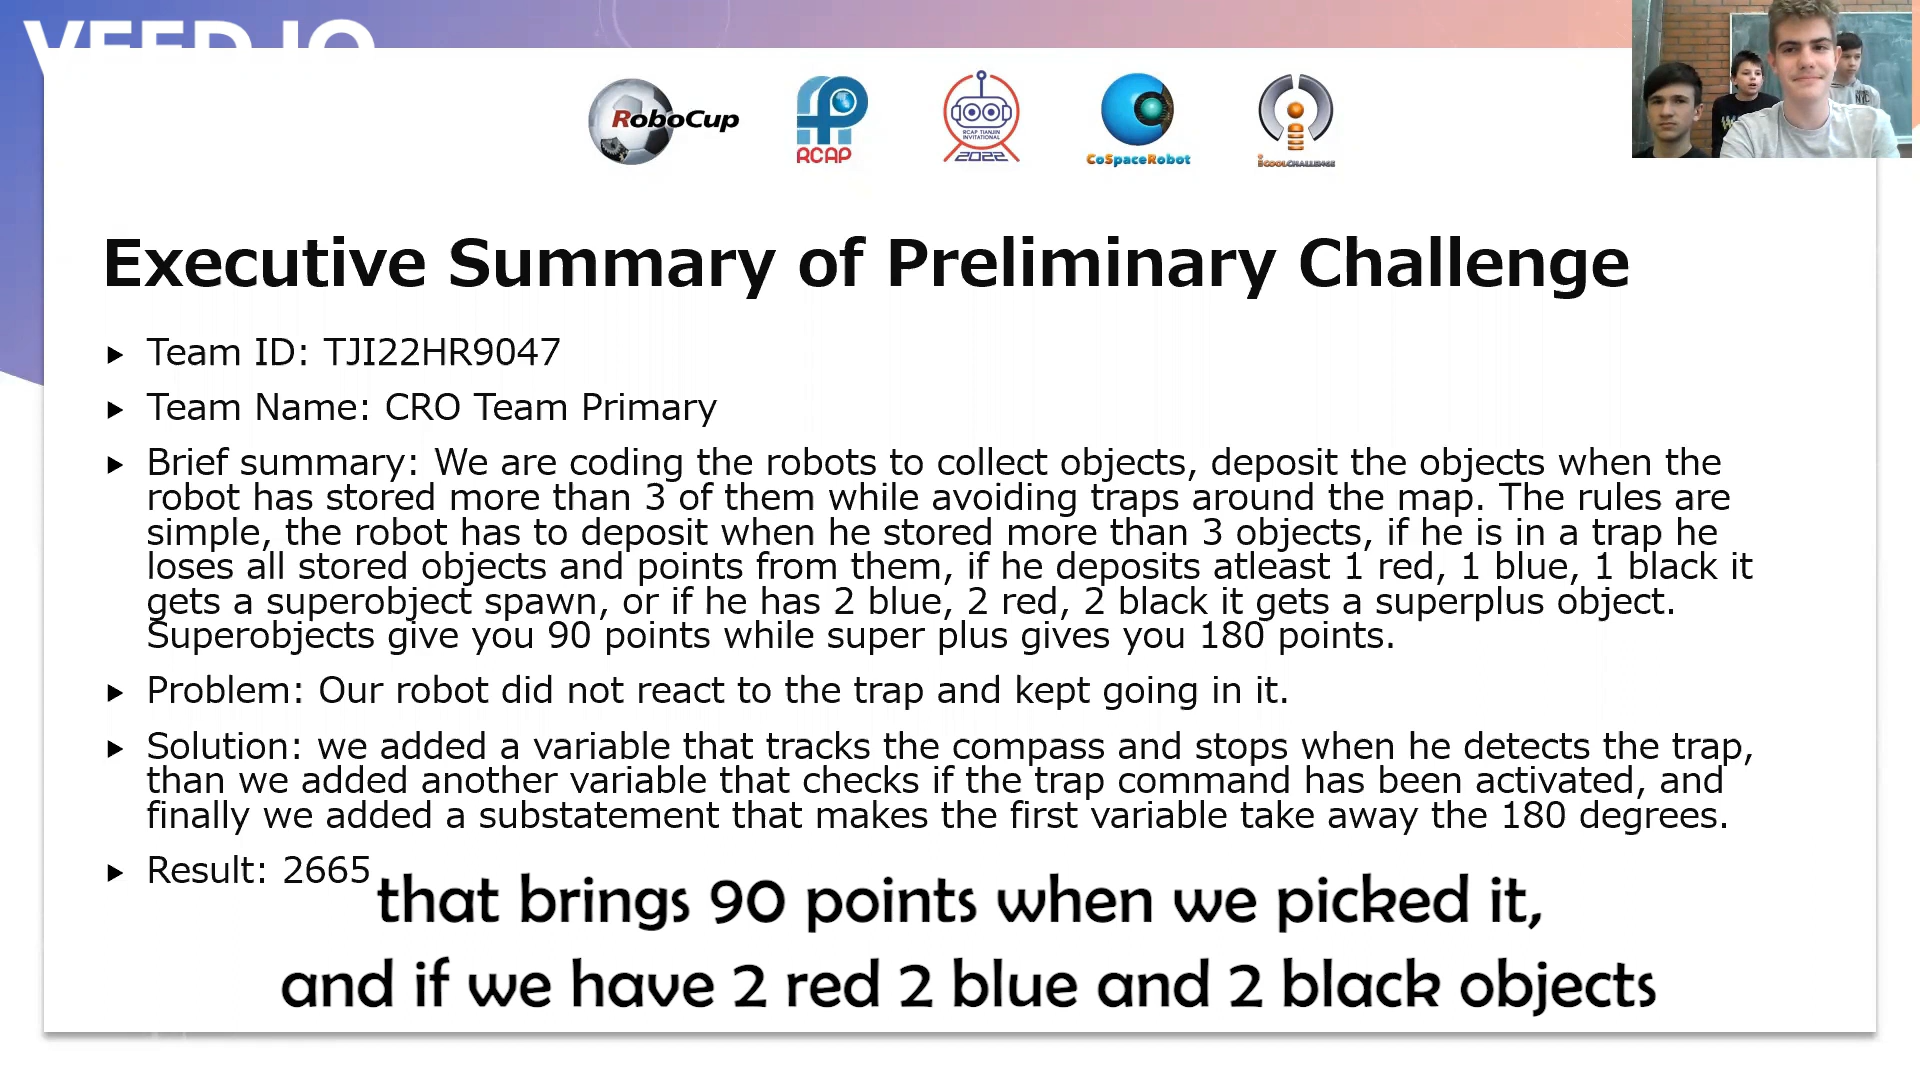 VEED.IO
RoboCup
RCAP
RCAP TIANJIN
INVITATIONAL
2022
CoSpaceRobot
iCOOLCHALLENGE
Executive Summary of Preliminary Challenge
Team ID: TJI22HR9047
Team Name: CRO Team Primary
Brief summary: We are coding the robots to collect objects, deposit the objects when the
robot has stored more than 3 of them while avoiding traps around the map. The rules are
simple, the robot has to deposit when he stored more than 3 objects, if he is in a trap he
loses all stored objects and points from them, if he deposits atleast 1 red, 1 blue, 1 black it
gets a superobject spawn, or if he has 2 blue, 2 red, 2 black it gets a superplus object.
Superobjects give you 90 points while super plus gives you 180 points.
Problem: Our robot did not react to the trap and kept going in it.
Solution: we added a variable that tracks the compass and stops when he detects the trap,
than we added another variable that checks if the trap command has been activated, and
finally we added a substatement that makes the first variable take away the 180 degrees.
Result: 2665
that brings 90 points when we picked it,
and if we have 2 red 2 blue and 2 black objects